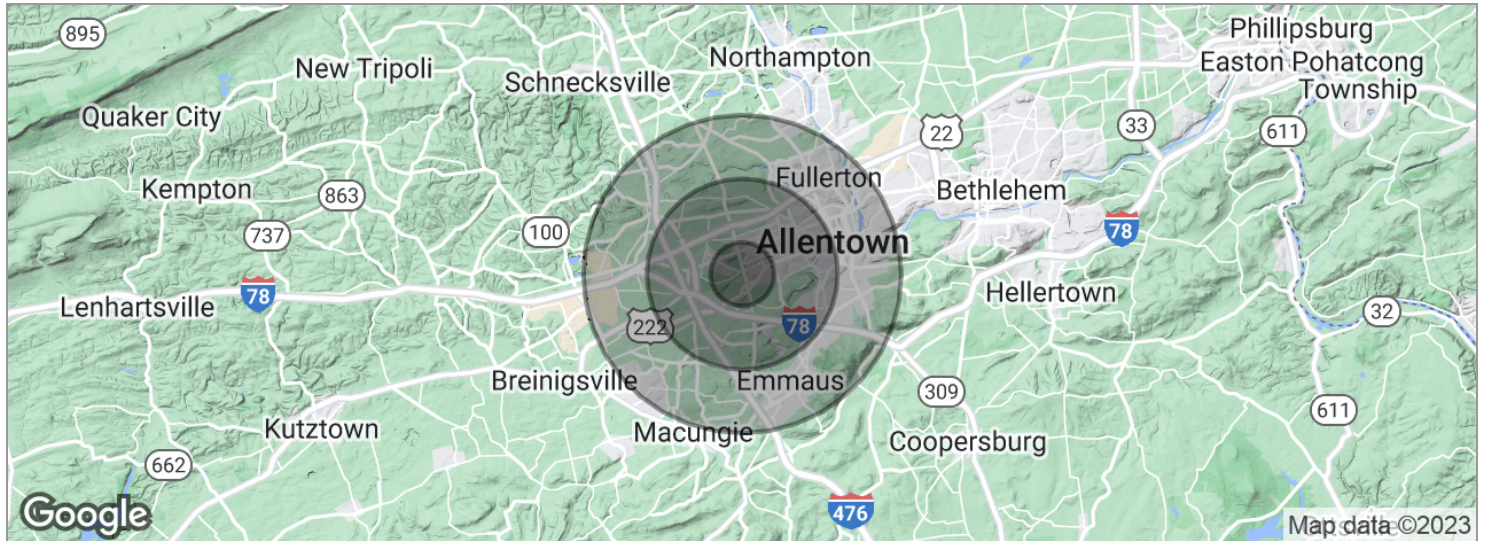 895
Phillipsburg
Northampton
Easton Pohatcong
Township
New Tripoli
Schnecksville
Quaker City
22
33
611
Fullerton
Kempton
863
Bethlehem
737
100
Allentown
78
78
Lenhartsville
Hellertown
32
222
78
Breinigsville
Emmaus
309
611
Kutztown
Macungie
Coopersburg
662
476
Google
Map data ©2023